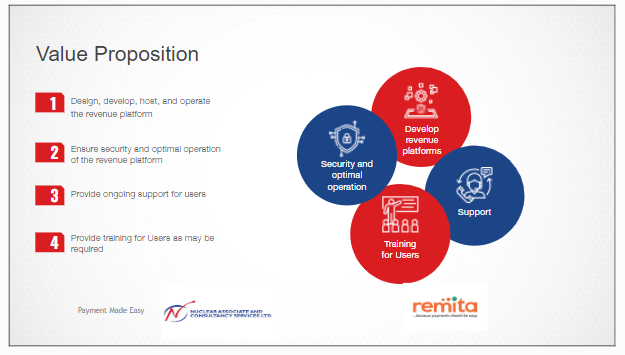 Value Proposition
1
Design, develop, host, and operate
the revenue platform
2
Ensure security and optimal operation
of the revenue platform
3
Provide ongoing support for users
4
Provide training for Users as may be
required
Develop
revenue
platforms
Security and
optimal
operation
Support
Training
for Users
Payment Made Easy
NUCLEAR ASSOCIATE AND
CONSULTANCY SERVICES LTD
remita
...because payments should be easy